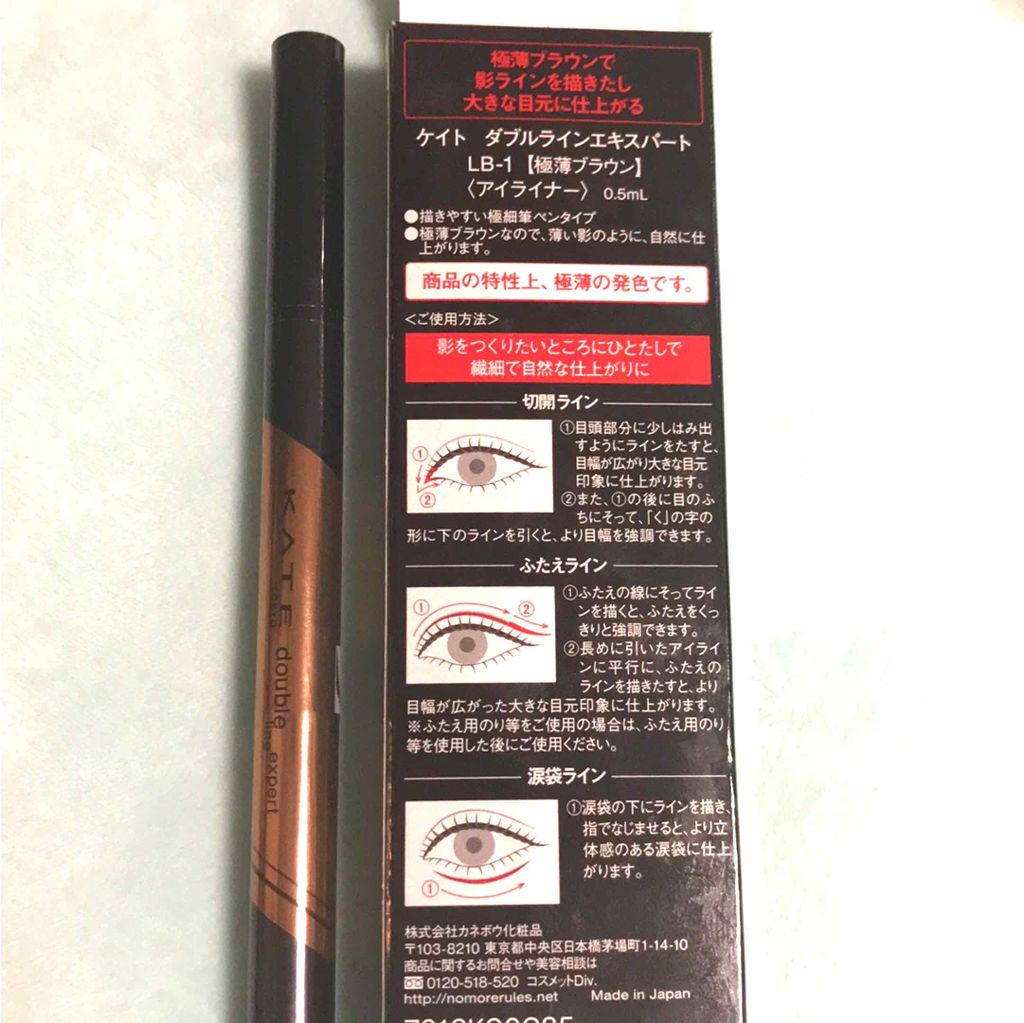 KATE
TOKYO
double
line expert
極薄ブラウンで
影ラインを描きたし
大きな目元に仕上がる
ケイト ダブルラインエキスパート
LB-1【極薄ブラウン】
〈アイライナー〉 0.5mL
●描きやすい極細筆ペンタイプ
●極薄ブラウンなので、薄い影のように、自然に仕
上がります。
商品の特性上、極薄の発色です。
<ご使用方法>
影をつくりたいところにひとたしで
繊細で自然な仕上がりに
切開ライン
①
②
①目頭部分に少しはみ出
すようにラインをたすと、
目幅が広がり大きな目元
印象に仕上がります。
②また、①の後に目のふ
ちにそって、「く」の字の
形に下のラインを引くと、より目幅を強調できます。
ふたえライン
① ②
①ふたえの線にそってライ
ンを描くと、ふたえをくっ
きりと強調できます。
②長めに引いたアイライ
ンに平行に、ふたえの
ラインを描きたすと、より
目幅が広がった大きな目元印象に仕上がります。
※ふたえ用のり等をご使用の場合は、ふたえ用のり
等を使用した後にご使用ください。
涙袋ライン
①
①涙袋の下にラインを描き、
指でなじませると、より立
体感のある涙袋に仕上
がります。
株式会社カネボウ化粧品
〒103-8210 東京都中央区日本橋茅場町1-14-10
商品に関するお問合せや美容相談は
0120-518-520 コスメットDiv.
http://nomorerules.net Made in Japan